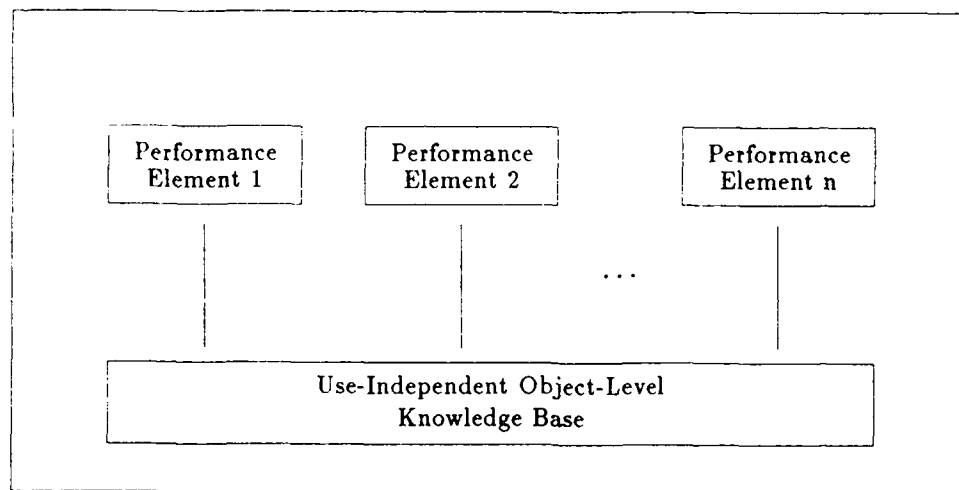 Performance
Element 1
Performance
Element 2
Performance
Element n
...
Use-Independent Object-Level
Knowledge Base